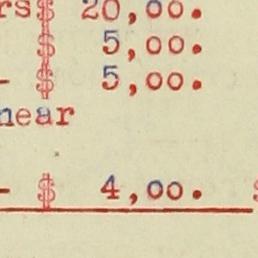 rs$ 20,00.
$ 5,00.
- $ 5,00.
near
- $ 4,00. $